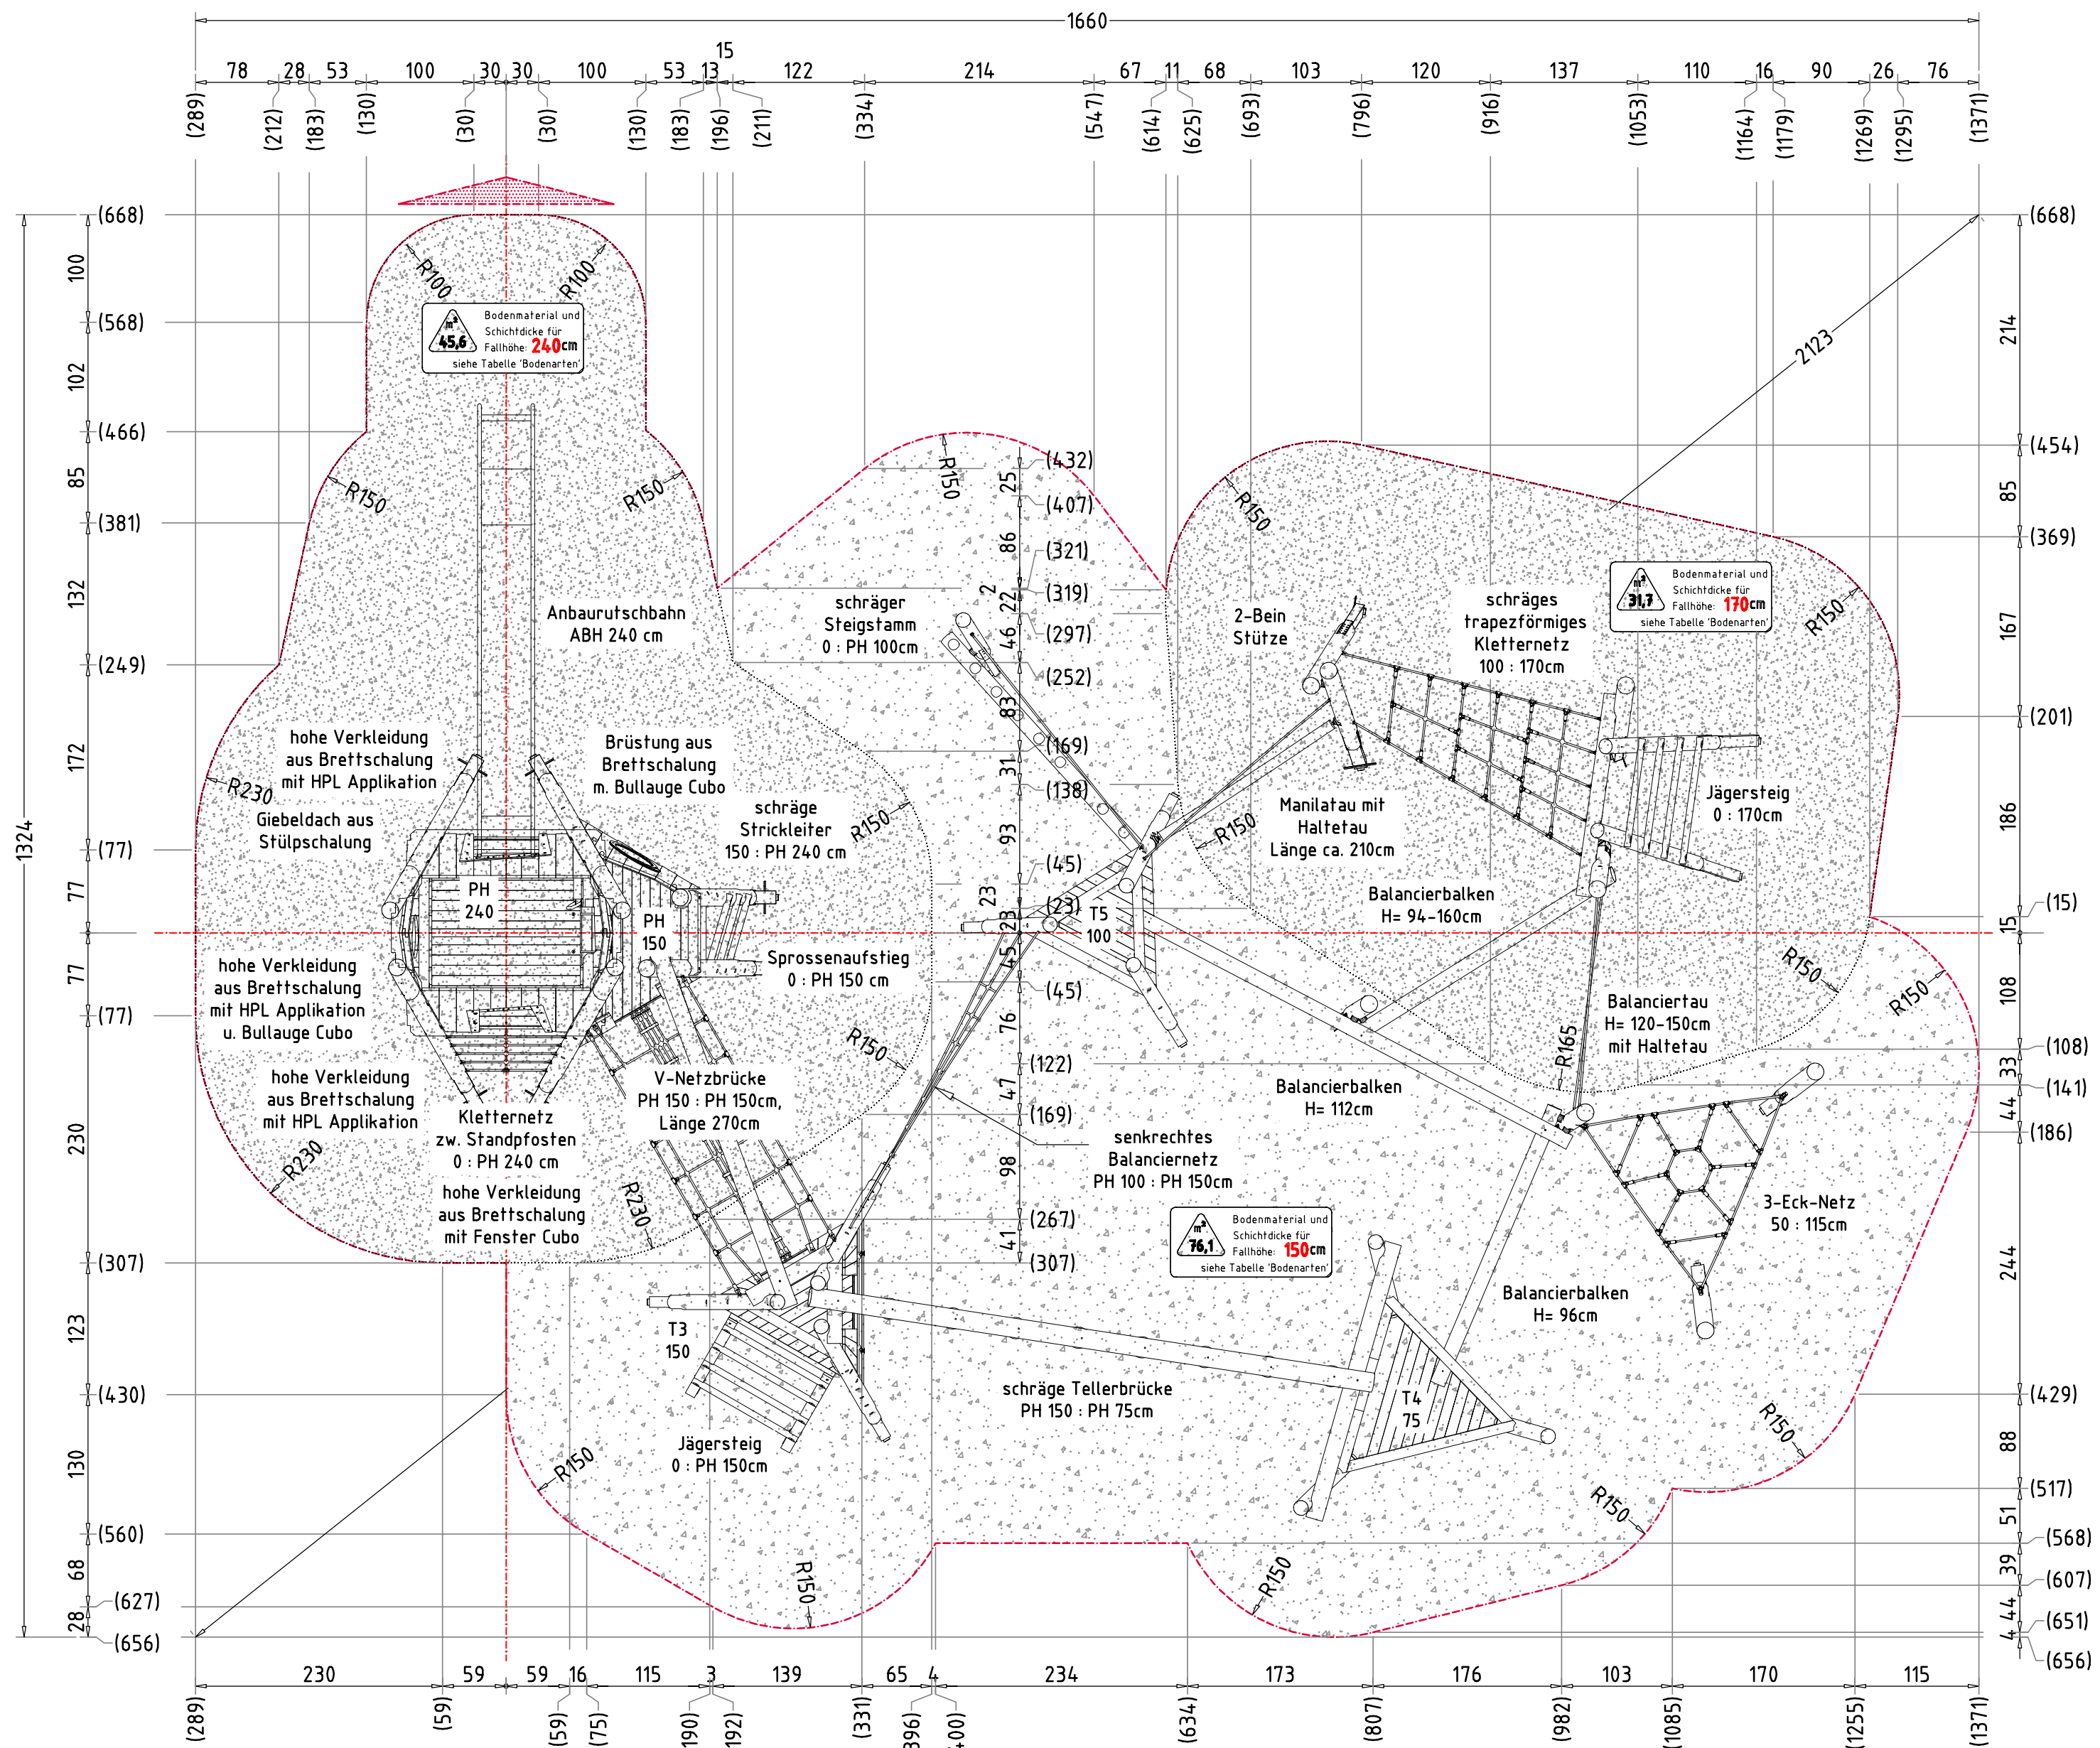 1660
15
78 28 53 100 30 30 100 53 13 122 214 67 11 68 103 120 137 110 16 90 26 76
(289) (212) (183) (130) (30) (30) (130) (183) (196) (211) (334) (547) (614) (625) (693) (796) (916) (1053) (1164) (1179) (1269) (1295) (1371)
1324
100
102
85
132
172
77
77
230
123
130
68
28
(668)
(568)
(466)
(381)
(249)
(77)
(77)
(307)
(430)
(560)
(627)
(656)
R100
R100
m²
45,6
Bodenmaterial und
Schichtdicke für
Fallhöhe: 240cm
siehe Tabelle 'Bodenarten'
R150
R150
Anbaurutschbahn
ABH 240 cm
hohe Verkleidung
aus Brettschalung
mit HPL Applikation
R230
Giebeldach aus
Stülpschalung
Brüstung aus
Brettschalung
m. Bullauge Cubo
schräge
Strickleiter
150 : PH 240 cm
R150
PH
240
PH
150
Sprossenaufstieg
0 : PH 150 cm
hohe Verkleidung
aus Brettschalung
mit HPL Applikation
u. Bullauge Cubo
hohe Verkleidung
aus Brettschalung
mit HPL Applikation
R150
V-Netzbrücke
PH 150 : PH 150cm,
Länge 270cm
Kletternetz
zw. Standpfosten
0 : PH 240 cm
R230
hohe Verkleidung
aus Brettschalung
mit Fenster Cubo
R230
T3
150
Jägersteig
0 : PH 150cm
R150
R150
R150
schräger
Steigstamm
0 : PH 100cm
25
86
2
22
46
83
31
93
23
23
45
76
47
98
41
(432)
(407)
(321)
(319)
(297)
(252)
(169)
(138)
(45)
(23)
(45)
(122)
(169)
(267)
(307)
T5
100
R150
2-Bein
Stütze
schräges
trapezförmiges
Kletternetz
100 : 170cm
m²
31,7
Bodenmaterial und
Schichtdicke für
Fallhöhe: 170cm
siehe Tabelle 'Bodenarten'
R150
2123
Jägersteig
0 : 170cm
R150
Manilatau mit
Haltetau
Länge ca. 210cm
Balancierbalken
H= 94-160cm
R150
R150
Balanciertau
H= 120-150cm
mit Haltetau
R165
Balancierbalken
H= 112cm
senkrechtes
Balanciernetz
PH 100 : PH 150cm
m²
76,1
Bodenmaterial und
Schichtdicke für
Fallhöhe: 150cm
siehe Tabelle 'Bodenarten'
3-Eck-Netz
50 : 115cm
Balancierbalken
H= 96cm
schräge Tellerbrücke
PH 150 : PH 75cm
T4
75
R150
R150
R150
214
85
167
186
15
108
33
44
244
88
51
39
44
4
(668)
(454)
(369)
(201)
(15)
(108)
(141)
(186)
(429)
(517)
(568)
(607)
(651)
(656)
230 59 59 16 115 3 139 65 4 234 173 176 103 170 115
(289) (59) (59) (75) 190) 192) (331) 396) 400) (634) (807) (982) (1085) (1255) (1371)